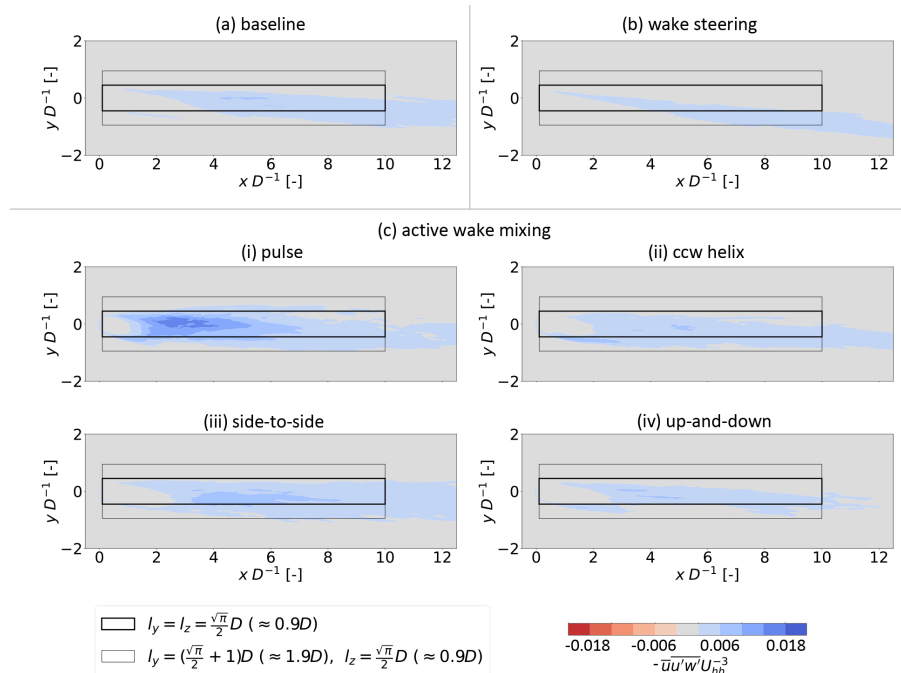 (a) baseline
(b) wake steering
2
0
−2
y D⁻¹ [-]
0 2 4 6 8 10 12
x D⁻¹ [-]
2
0
−2
y D⁻¹ [-]
0 2 4 6 8 10 12
x D⁻¹ [-]
(c) active wake mixing
(i) pulse
(ii) ccw helix
2
0
−2
y D⁻¹ [-]
2
0
−2
y D⁻¹ [-]
(iii) side-to-side
(iv) up-and-down
2
0
−2
y D⁻¹ [-]
0 2 4 6 8 10 12
x D⁻¹ [-]
2
0
−2
y D⁻¹ [-]
0 2 4 6 8 10 12
x D⁻¹ [-]
l_y = l_z = √π/2 D (≈0.9D)
l_y = (√π/2 + 1)D (≈1.9D), l_z = √π/2 D (≈0.9D)
-0.018 -0.006 0.006 0.018
- u̅ u′w′̅ U_hh⁻³